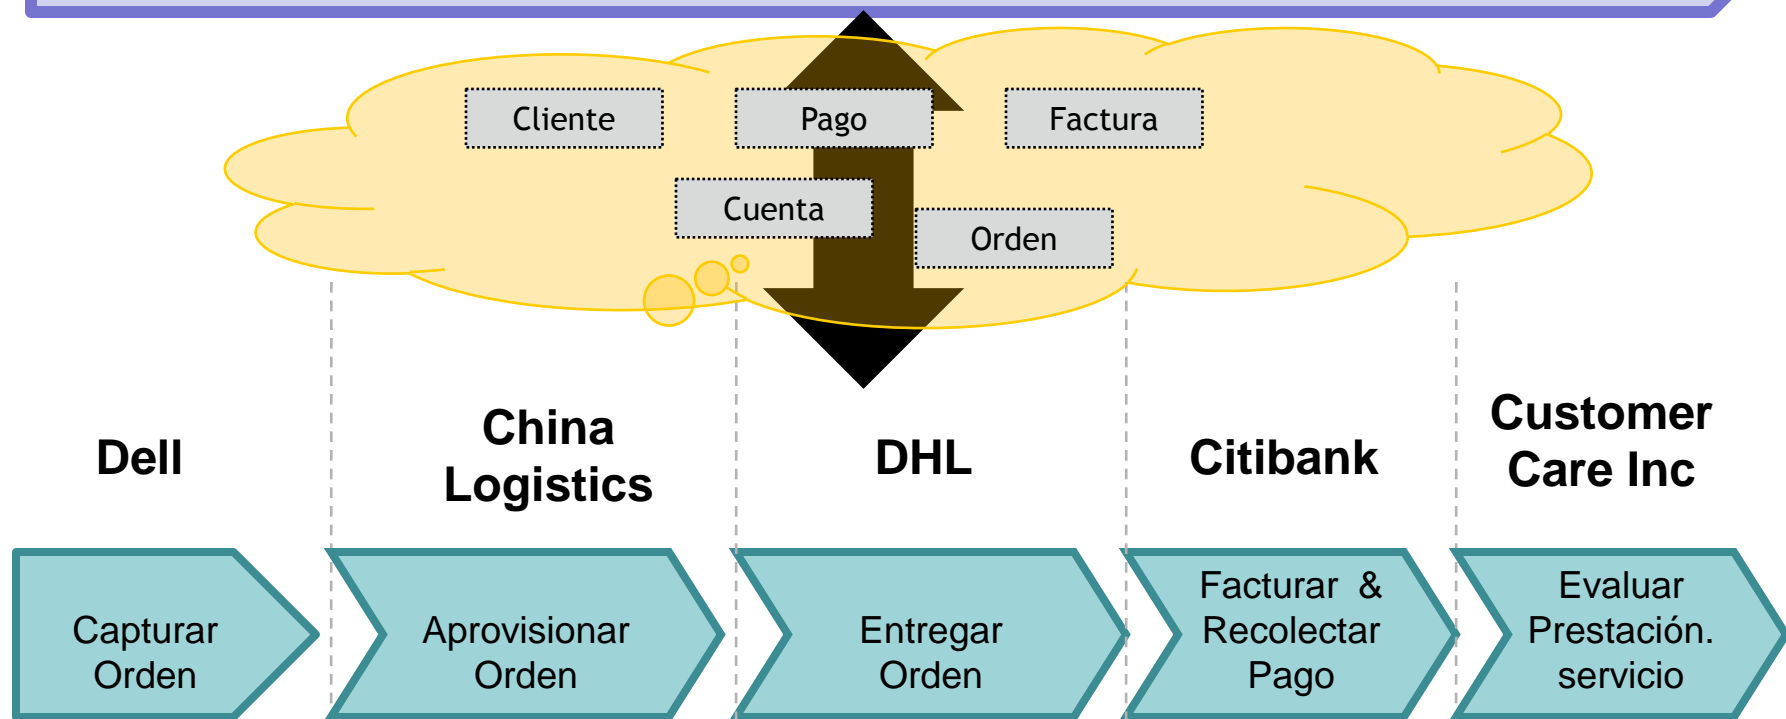 Cliente
Pago
Factura
Cuenta
Orden
Dell
China
Logistics
DHL
Citibank
Customer
Care Inc
Capturar
Orden
Aprovisionar
Orden
Entregar
Orden
Facturar &
Recolectar
Pago
Evaluar
Prestación.
servicio